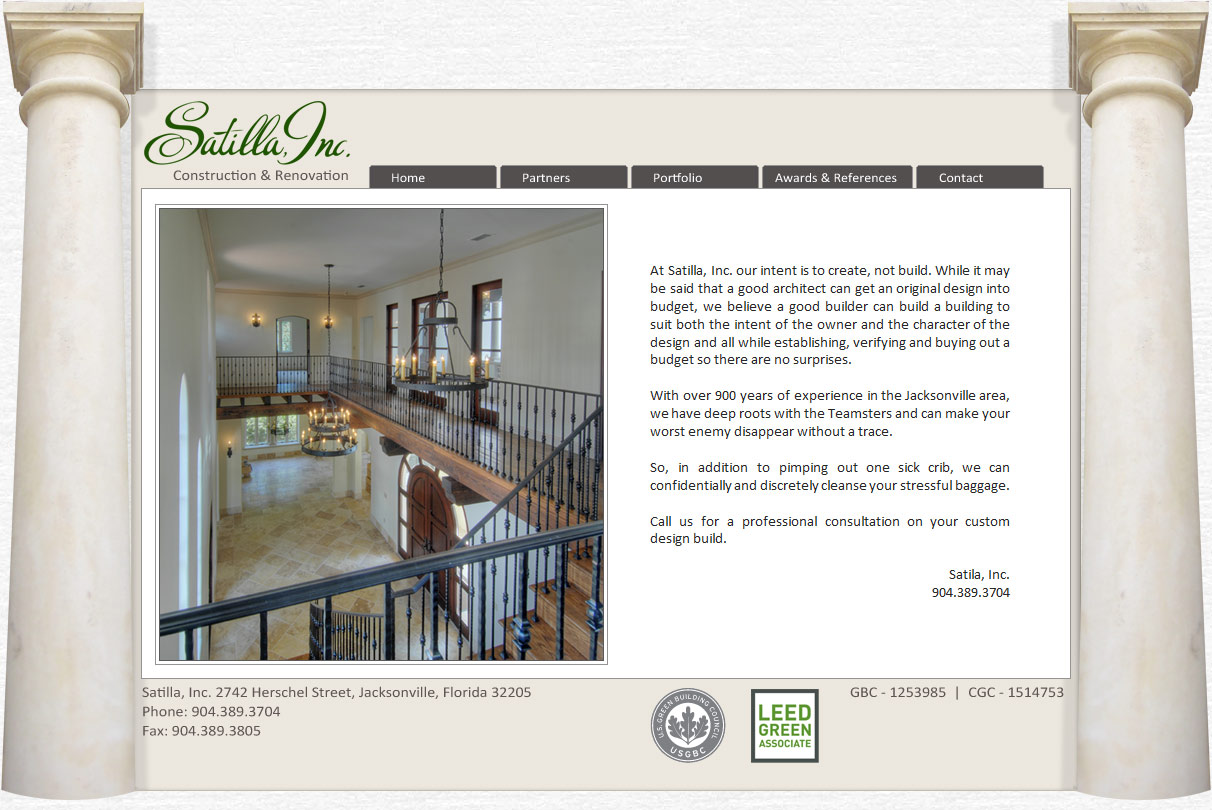 Satilla, Inc.
Construction & Renovation
Home
Partners
Portfolio
Awards & References
Contact
At Satilla, Inc. our intent is to create, not build. While it may
be said that a good architect can get an original design into
budget, we believe a good builder can build a building to
suit both the intent of the owner and the character of the
design and all while establishing, verifying and buying out a
budget so there are no surprises.
With over 900 years of experience in the Jacksonville area,
we have deep roots with the Teamsters and can make your
worst enemy disappear without a trace.
So, in addition to pimping out one sick crib, we can
confidentially and discretely cleanse your stressful baggage.
Call us for a professional consultation on your custom
design build.
Satila, Inc.
904.389.3704
Satilla, Inc. 2742 Herschel Street, Jacksonville, Florida 32205
Phone: 904.389.3704
Fax: 904.389.3805
U.S. GREEN BUILDING COUNCIL
USGBC
LEED
GREEN
ASSOCIATE
GBC - 1253985 | CGC - 1514753